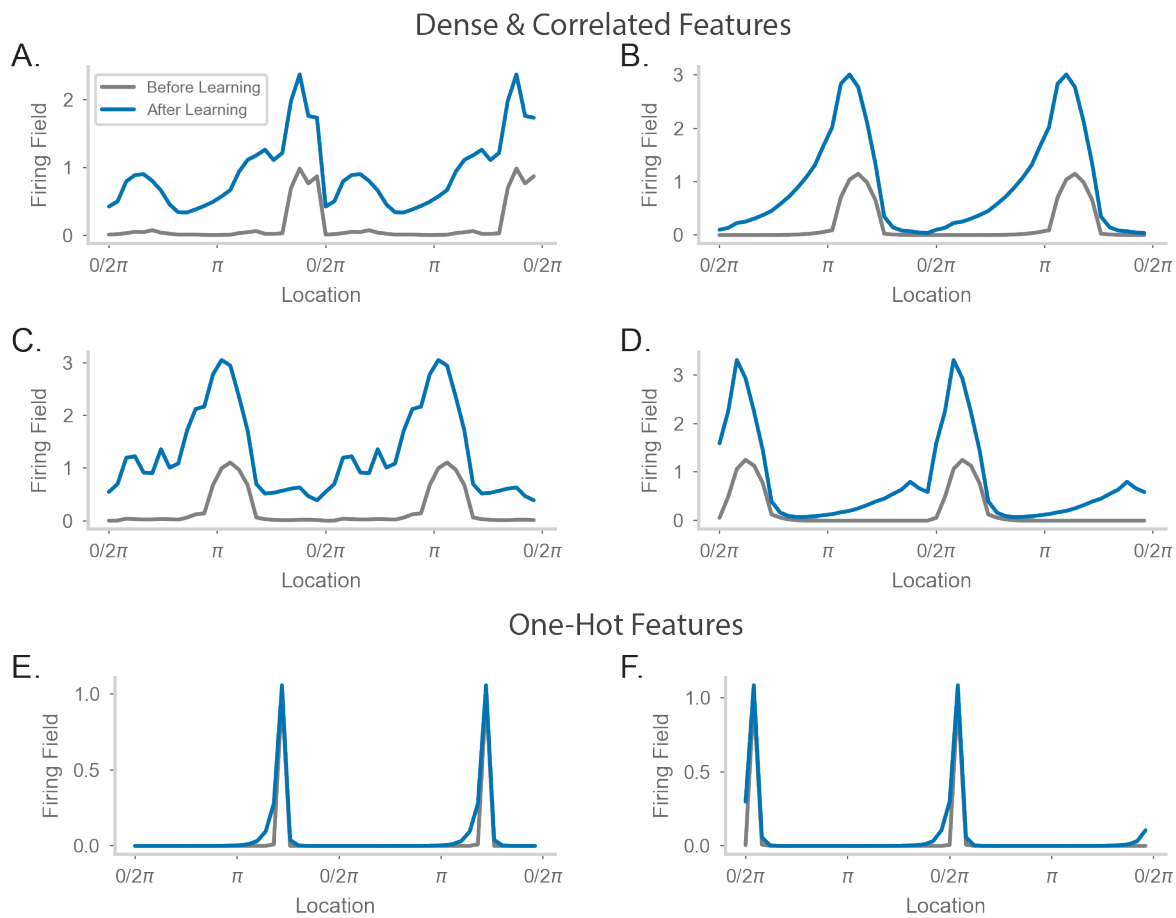 Dense & Correlated Features
A.
Before Learning
After Learning
Firing Field
2
1
0
0/2π π 0/2π π 0/2π
Location
B.
Firing Field
3
2
1
0
0/2π π 0/2π π 0/2π
Location
C.
Firing Field
3
2
1
0
0/2π π 0/2π π 0/2π
Location
D.
Firing Field
3
2
1
0
0/2π π 0/2π π 0/2π
Location
One-Hot Features
E.
Firing Field
1.0
0.5
0.0
0/2π π 0/2π π 0/2π
Location
F.
Firing Field
1.0
0.5
0.0
0/2π π 0/2π π 0/2π
Location